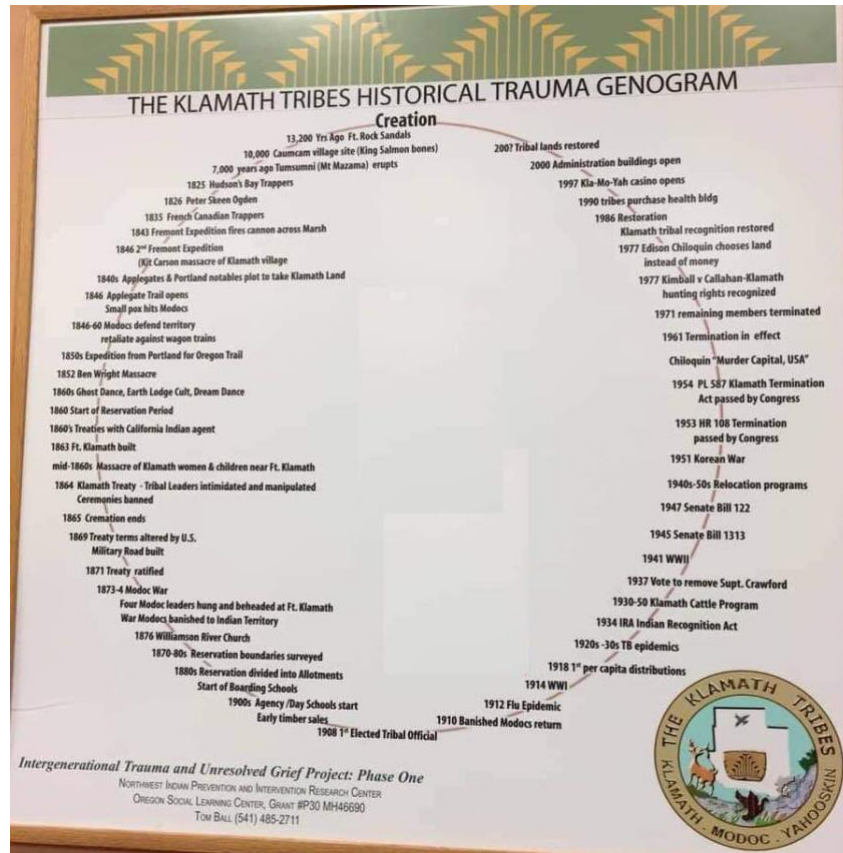 THE KLAMATH TRIBES HISTORICAL TRAUMA GENOGRAM
Creation
13,200 Yrs Ago Ft. Rock Sandals
10,000 Caumcam village site (King Salmon bones)
7,000 years ago Tumsumni (Mt Mazama) erupts
1825 Hudson's Bay Trappers
1826 Peter Skeen Ogden
1835 French Canadian Trappers
1843 Fremont Expedition fires cannon across Marsh
1846 2nd Fremont Expedition
(Kit Carson massacre of Klamath village
1840s Applegates & Portland notables plot to take Klamath Land
1846 Applegate Trail opens
Small pox hits Modocs
1846-60 Modocs defend territory
retaliate against wagon trains
1850s Expedition from Portland for Oregon Trail
1852 Ben Wright Massacre
1860s Ghost Dance, Earth Lodge Cult, Dream Dance
1860 Start of Reservation Period
1860's Treaties with California Indian agent
1863 Ft. Klamath built
mid-1860s Massacre of Klamath women & children near Ft. Klamath
1864 Klamath Treaty - Tribal Leaders intimidated and manipulated
Ceremonies banned
1865 Cremation ends
1869 Treaty terms altered by U.S.
Military Road built
1871 Treaty ratified
1873-4 Modoc War
Four Modoc leaders hung and beheaded at Ft. Klamath
War Modocs banished to Indian Territory
1876 Williamson River Church
1870-80s Reservation boundaries surveyed
1880s Reservation divided into Allotments
Start of Boarding Schools
1900s Agency /Day Schools start
Early timber sales
1908 1st Elected Tribal Official
200? Tribal lands restored
2000 Administration buildings open
1997 Kla-Mo-Yah casino opens
1990 tribes purchase health bldg
1986 Restoration
Klamath tribal recognition restored
1977 Edison Chiloquin chooses land
instead of money
1977 Kimball v Callahan-Klamath
hunting rights recognized
1971 remaining members terminated
1961 Termination in effect
Chiloquin "Murder Capital, USA"
1954 PL 587 Klamath Termination
Act passed by Congress
1953 HR 108 Termination
passed by Congress
1951 Korean War
1940s-50s Relocation programs
1947 Senate Bill 122
1945 Senate Bill 1313
1941 WWII
1937 Vote to remove Supt. Crawford
1930-50 Klamath Cattle Program
1934 IRA Indian Recognition Act
1920s -30s TB epidemics
1918 1st per capita distributions
1914 WWI
1912 Flu Epidemic
1910 Banished Modocs return
Intergenerational Trauma and Unresolved Grief Project: Phase One
Northwest Indian Prevention and Intervention Research Center
Oregon Social Learning Center, Grant #P30 MH46690
Tom Ball (541) 485-2711
THE KLAMATH TRIBES
KLAMATH - MODOC - YAHOOSKIN